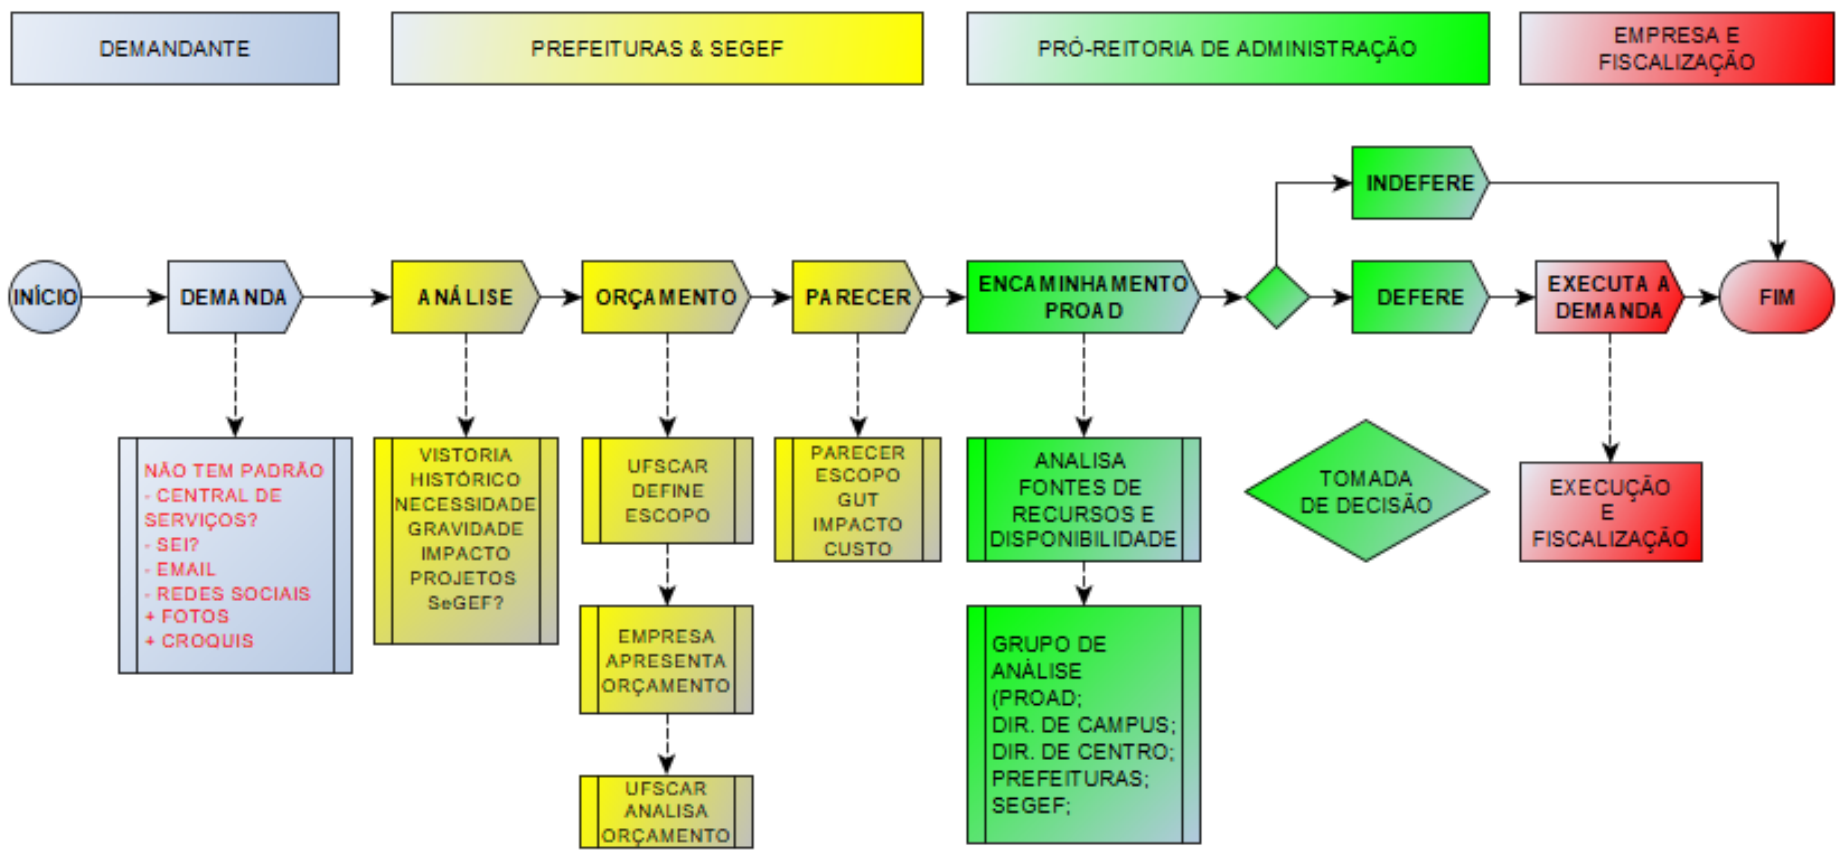 DEMANDANTE
PREFEITURAS & SEGEF
PRÓ-REITORIA DE ADMINISTRAÇÃO
EMPRESA E
FISCALIZAÇÃO
INDEFERE
INÍCIO
DEMANDA
ANÁLISE
ORÇAMENTO
PARECER
ENCAMINHAMENTO
PROAD
DEFERE
EXECUTA A
DEMANDA
FIM
NÃO TEM PADRÃO
- CENTRAL DE
SERVIÇOS?
- SEI?
- EMAIL
- REDES SOCIAIS
+ FOTOS
+ CROQUIS
VISTORIA
HISTÓRICO
NECESSIDADE
GRAVIDADE
IMPACTO
PROJETOS
SeGEF?
UFSCAR
DEFINE
ESCOPO
EMPRESA
APRESENTA
ORÇAMENTO
UFSCAR
ANALISA
ORÇAMENTO
PARECER
ESCOPO
GUT
IMPACTO
CUSTO
ANALISA
FONTES DE
RECURSOS E
DISPONIBILIDADE
GRUPO DE
ANÁLISE
(PROAD;
DIR. DE CAMPUS;
DIR. DE CENTRO;
PREFEITURAS;
SEGEF;
TOMADA
DE DECISÃO
EXECUÇÃO
E
FISCALIZAÇÃO